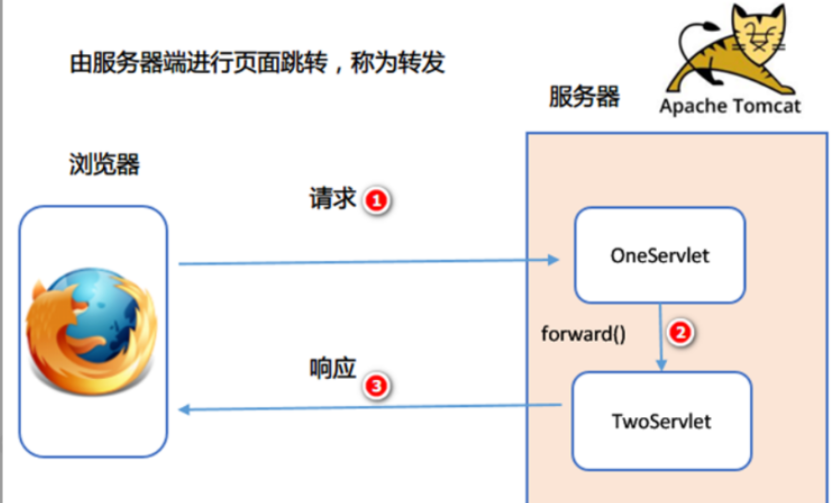 由服务器端进行页面跳转，称为转发
服务器
Apache Tomcat
浏览器
请求 1
OneServlet
forward() 2
响应 3
TwoServlet